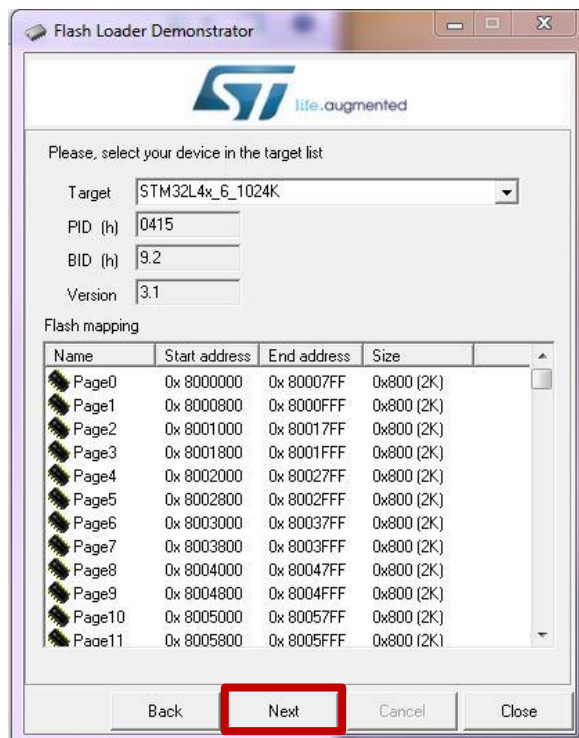 Flash Loader Demonstrator
ST life.augmented
Please, select your device in the target list
Target STM32L4x_6_1024K
PID (h) 0415
BID (h) 9.2
Version 3.1
Flash mapping
Name Start address End address Size
Page0 0x 8000000 0x 80007FF 0x800 (2K)
Page1 0x 8000800 0x 8000FFF 0x800 (2K)
Page2 0x 8001000 0x 80017FF 0x800 (2K)
Page3 0x 8001800 0x 8001FFF 0x800 (2K)
Page4 0x 8002000 0x 80027FF 0x800 (2K)
Page5 0x 8002800 0x 8002FFF 0x800 (2K)
Page6 0x 8003000 0x 80037FF 0x800 (2K)
Page7 0x 8003800 0x 8003FFF 0x800 (2K)
Page8 0x 8004000 0x 80047FF 0x800 (2K)
Page9 0x 8004800 0x 8004FFF 0x800 (2K)
Page10 0x 8005000 0x 80057FF 0x800 (2K)
Page11 0x 8005800 0x 8005FFF 0x800 (2K)
Back Next Cancel Close